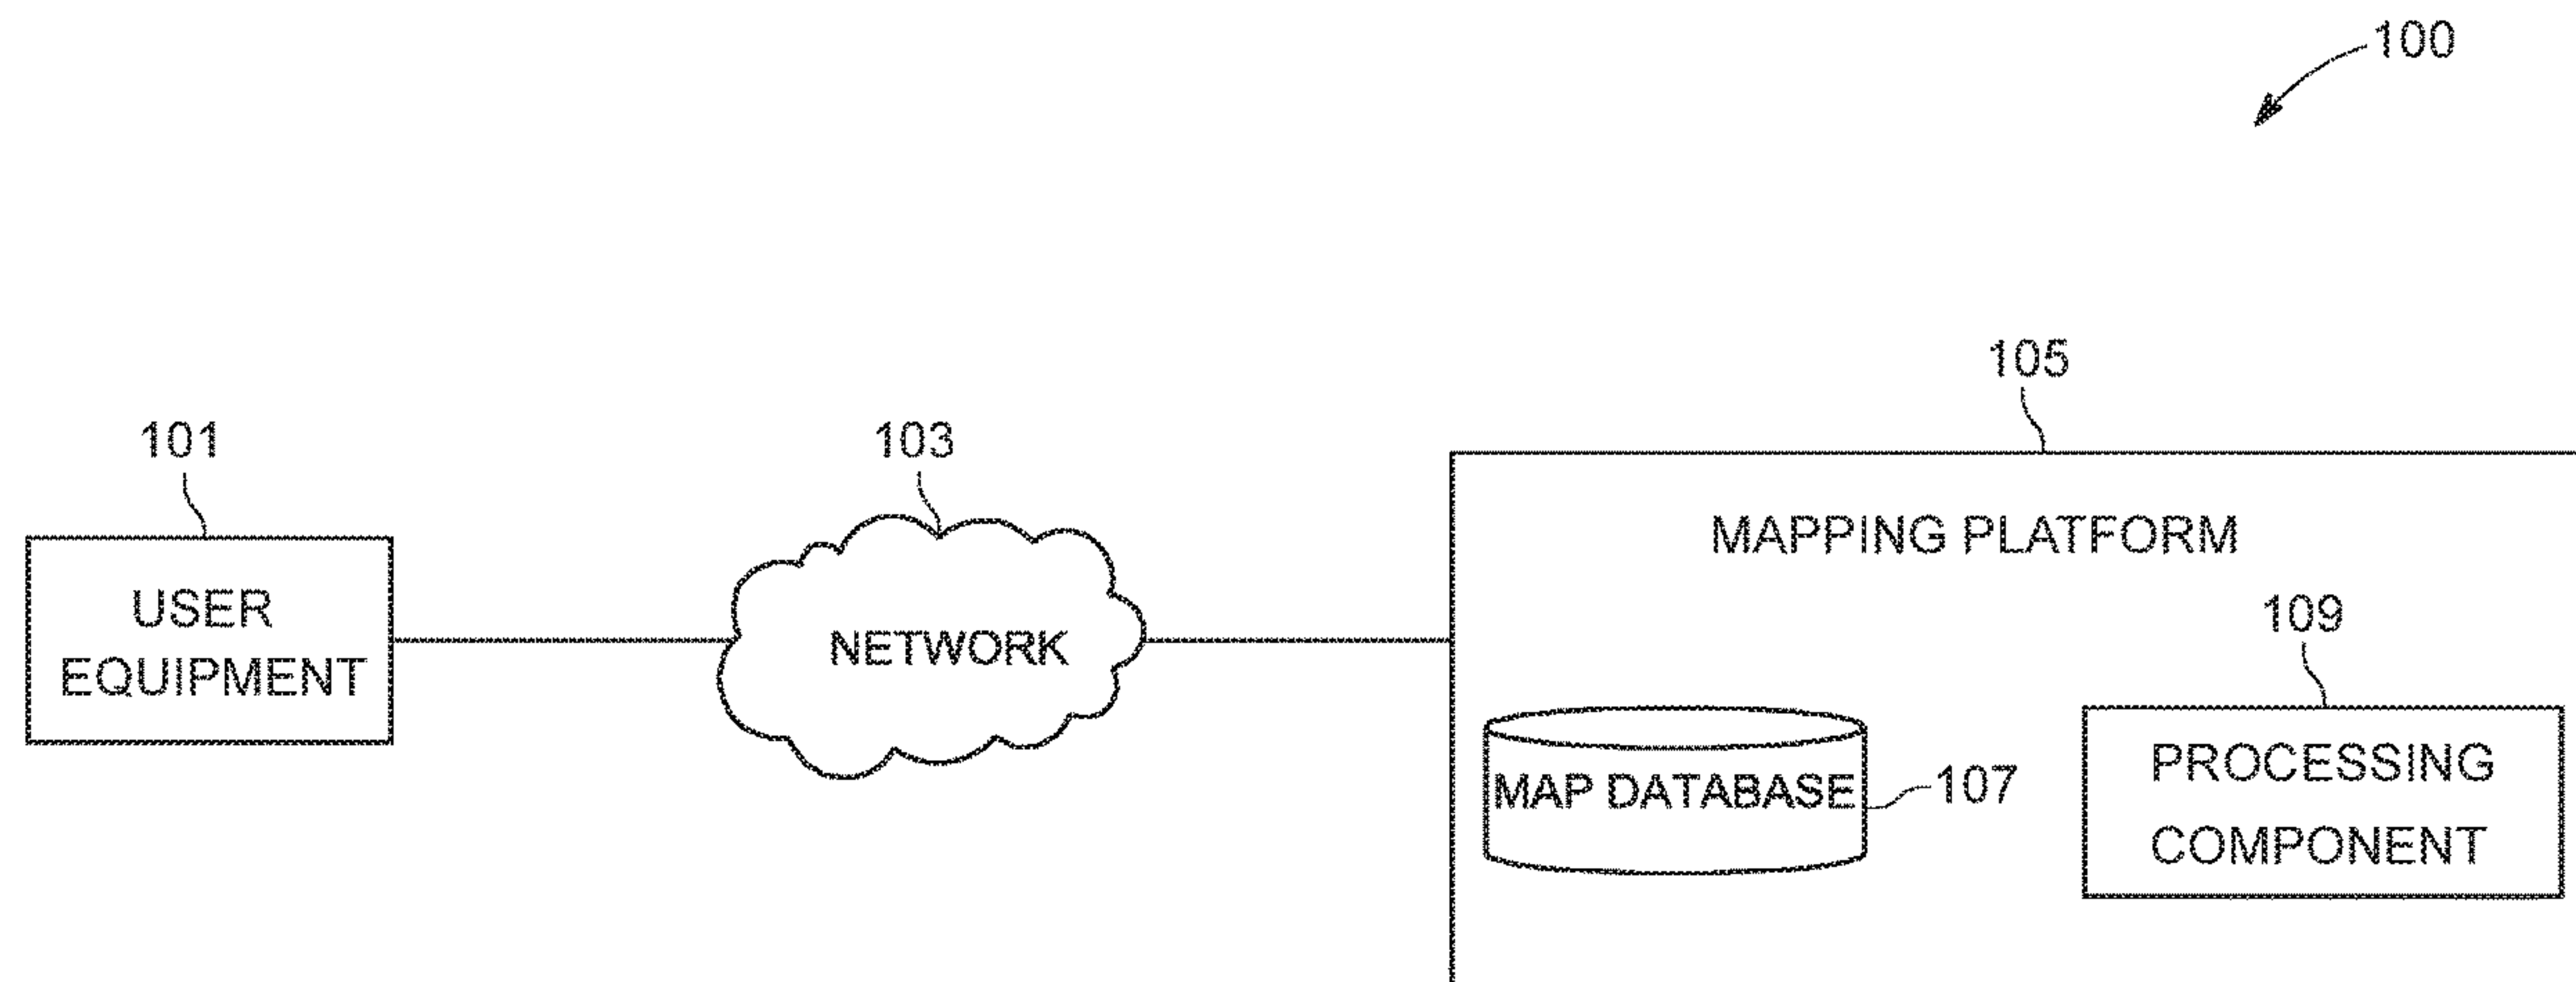 100
105
101
103
MAPPING PLATFORM
109
USER
EQUIPMENT
NETWORK
MAP DATABASE
107
PROCESSING
COMPONENT